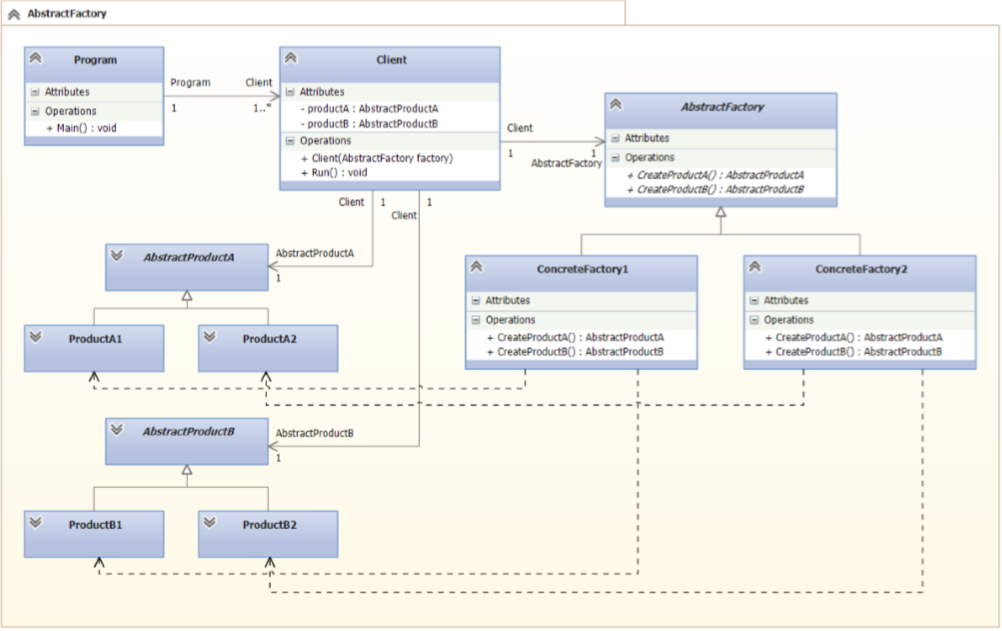 AbstractFactory
Program
Attributes
Operations
+ Main() : void
Program
Client
1
1..*
Client
Attributes
- productA : AbstractProductA
- productB : AbstractProductB
Operations
+ Client(AbstractFactory factory)
+ Run() : void
Client
1
1
AbstractFactory
AbstractFactory
Attributes
Operations
+ CreateProductA() : AbstractProductA
+ CreateProductB() : AbstractProductB
Client
1
Client
1
AbstractProductA
AbstractProductA
1
ProductA1
ProductA2
ConcreteFactory1
Attributes
Operations
+ CreateProductA() : AbstractProductA
+ CreateProductB() : AbstractProductB
ConcreteFactory2
Attributes
Operations
+ CreateProductA() : AbstractProductA
+ CreateProductB() : AbstractProductB
AbstractProductB
AbstractProductB
1
ProductB1
ProductB2